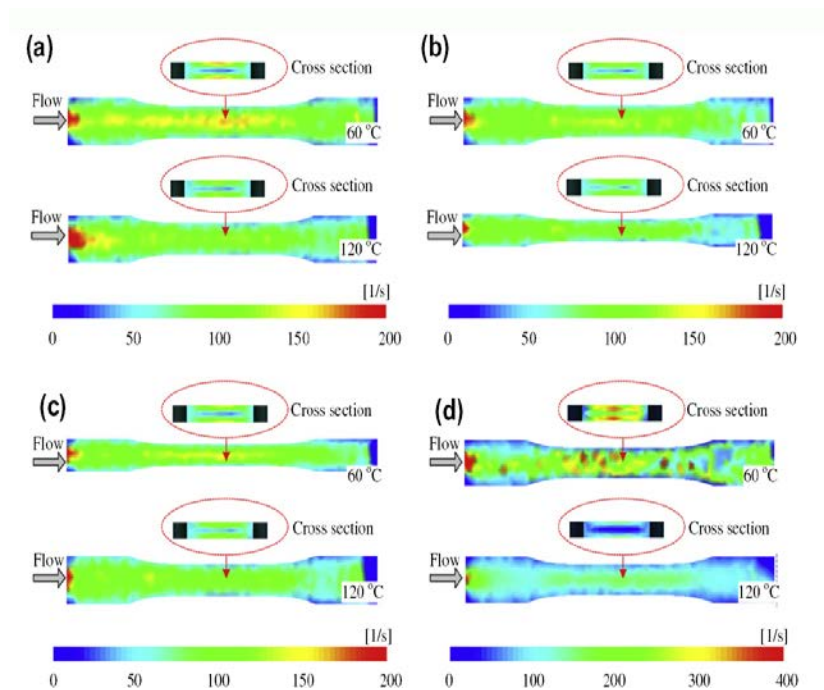 (a)
Cross section
Flow
60 °C
Cross section
Flow
120 °C
[1/s]
0 50 100 150 200
(b)
Cross section
Flow
60 °C
Cross section
Flow
120 °C
[1/s]
0 50 100 150 200
(c)
Cross section
Flow
60 °C
Cross section
Flow
120 °C
[1/s]
0 50 100 150 200
(d)
Cross section
Flow
60 °C
Cross section
Flow
120 °C
[1/s]
0 100 200 300 400